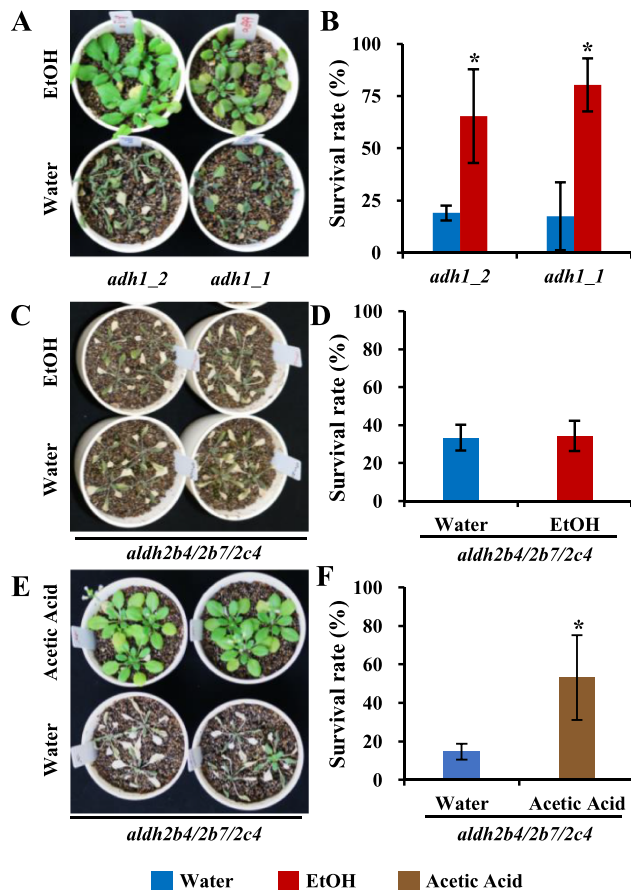 A
EtOH
Water
adh1_2 adh1_1
B
Survival rate (%)
100
75
50
25
0
* *
adh1_2 adh1_1
C
EtOH
Water
aldh2b4/2b7/2c4
D
Survival rate (%)
100
80
60
40
20
0
Water EtOH
aldh2b4/2b7/2c4
E
Acetic Acid
Water
aldh2b4/2b7/2c4
F
Survival rate (%)
100
80
60
40
20
0
*
Water Acetic Acid
aldh2b4/2b7/2c4
Water EtOH Acetic Acid